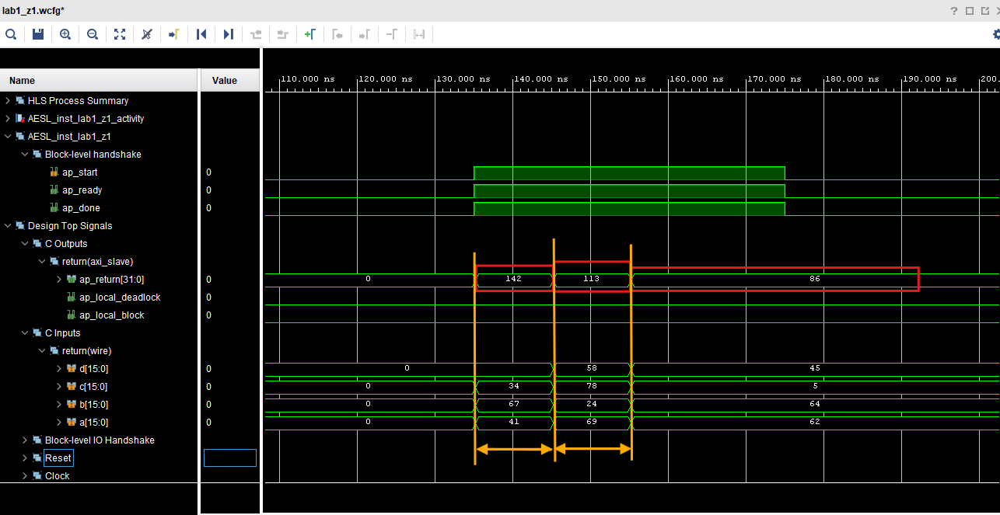 lab1_z1.wcfg*
?
Name Value
110.000 ns 120.000 ns 130.000 ns 140.000 ns 150.000 ns 160.000 ns 170.000 ns 180.000 ns 190.000 ns 200.
HLS Process Summary
AESL_inst_lab1_z1_activity
AESL_inst_lab1_z1
Block-level handshake
ap_start 0
ap_ready 0
ap_done 0
Design Top Signals
C Outputs
return(axi_slave)
ap_return[31:0] 0 0 142 113 86
ap_local_deadlock 0
ap_local_block 0
C Inputs
return(wire)
d[15:0] 0 0 58 45
c[15:0] 0 0 34 78 5
b[15:0] 0 0 67 24 64
a[15:0] 0 0 41 69 62
Block-level IO Handshake
Reset
Clock